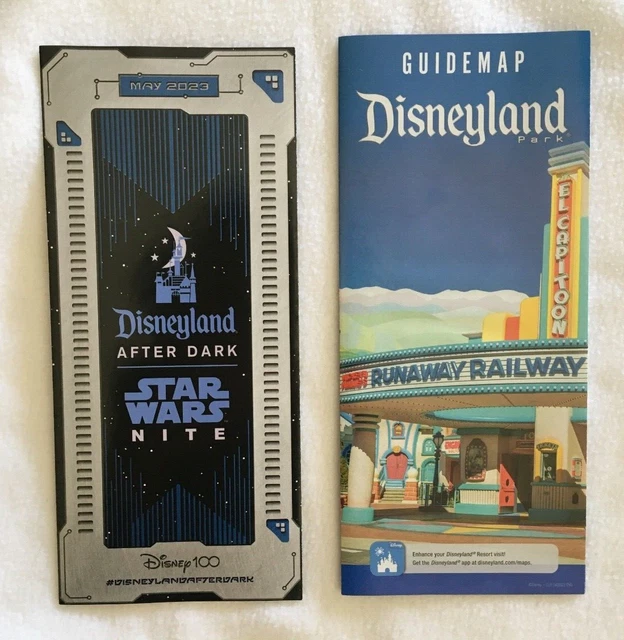 MAY 2023
Disneyland
AFTER DARK
STAR
WARS
NITE
Disney100
#DISNEYLANDAFTERDARK
GUIDEMAP
Disneyland
Park
EL CAPITOON
RUNAWAY RAILWAY
Disney
Enhance your Disneyland® Resort visit!
Get the Disneyland® app at disneyland.com/maps.